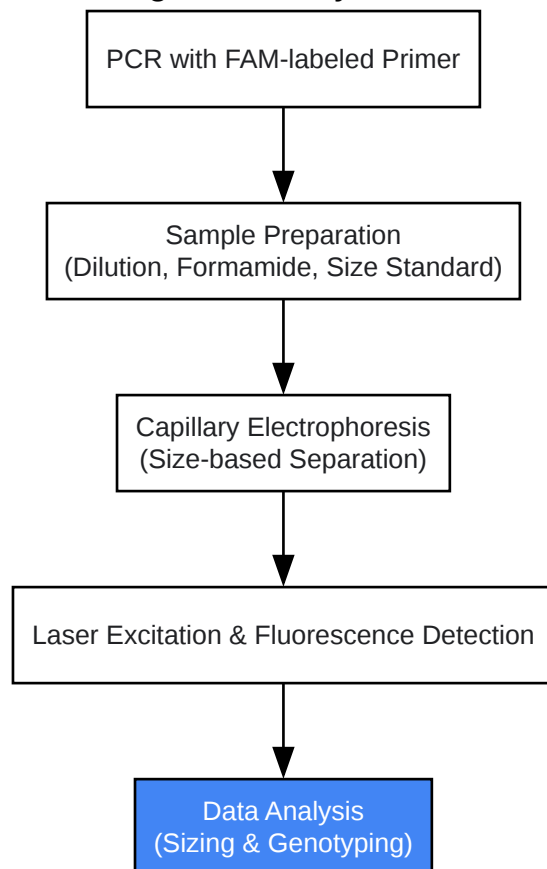 PCR with FAM-labeled Primer
Sample Preparation
(Dilution, Formamide, Size Standard)
Capillary Electrophoresis
(Size-based Separation)
Laser Excitation & Fluorescence Detection
Data Analysis
(Sizing & Genotyping)